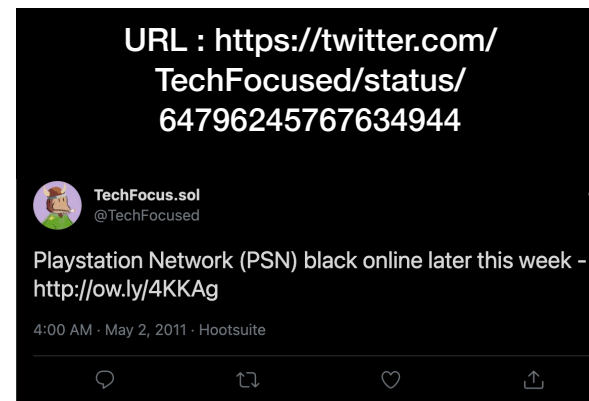 URL : https://twitter.com/
TechFocused/status/
64796245767634944
TechFocus.sol
@TechFocused
Playstation Network (PSN) black online later this week -
http://ow.ly/4KKAg
4:00 AM · May 2, 2011 · Hootsuite